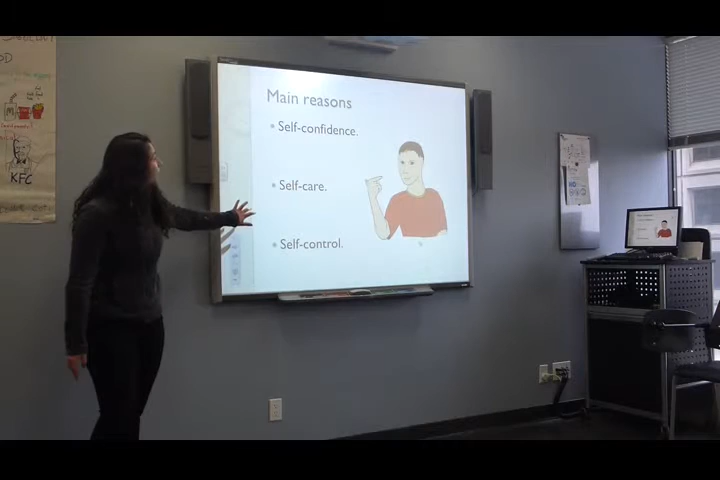 Main reasons
• Self-confidence.
• Self-care.
• Self-control.
KFC